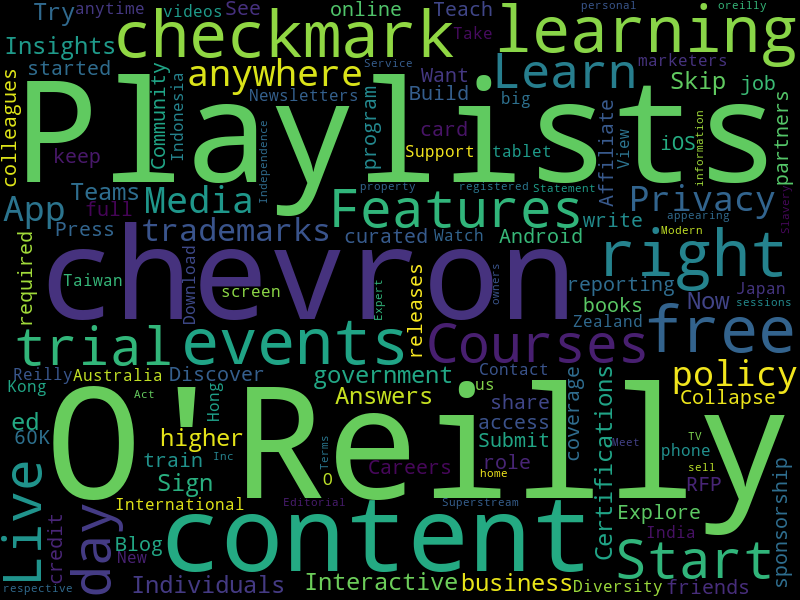 Try anytime videos See online Teach personal oreilly
Insights checkmark Take learning
started anywhere Service Want Learn marketers
colleagues Playlists Community Indonesia Newsletters Build big Skip job
keep Independence program card Support tablet Affiliate View iOS information partners
Teams Media property registered Statement Privacy
App full Features write appearing Slavery
Press trademarks curated Watch Android Modern
required chevron Download right
Taiwan screen Expert owners reporting Now Japan
releases books sessions
trial events Courses Zealand free
Reilly Australia Discover Contact policy
Kong Act Hong government Answers us share coverage Collapse
ed O'Reilly higher access
6OK train Inc Terms Careers Submit role Certifications Meet TV phone
Live Sign O home sell RFP
International Editorial Superstream Explore
credit day Blog content India sponsorship
New Start
respective Individuals Interactive business Diversity friends